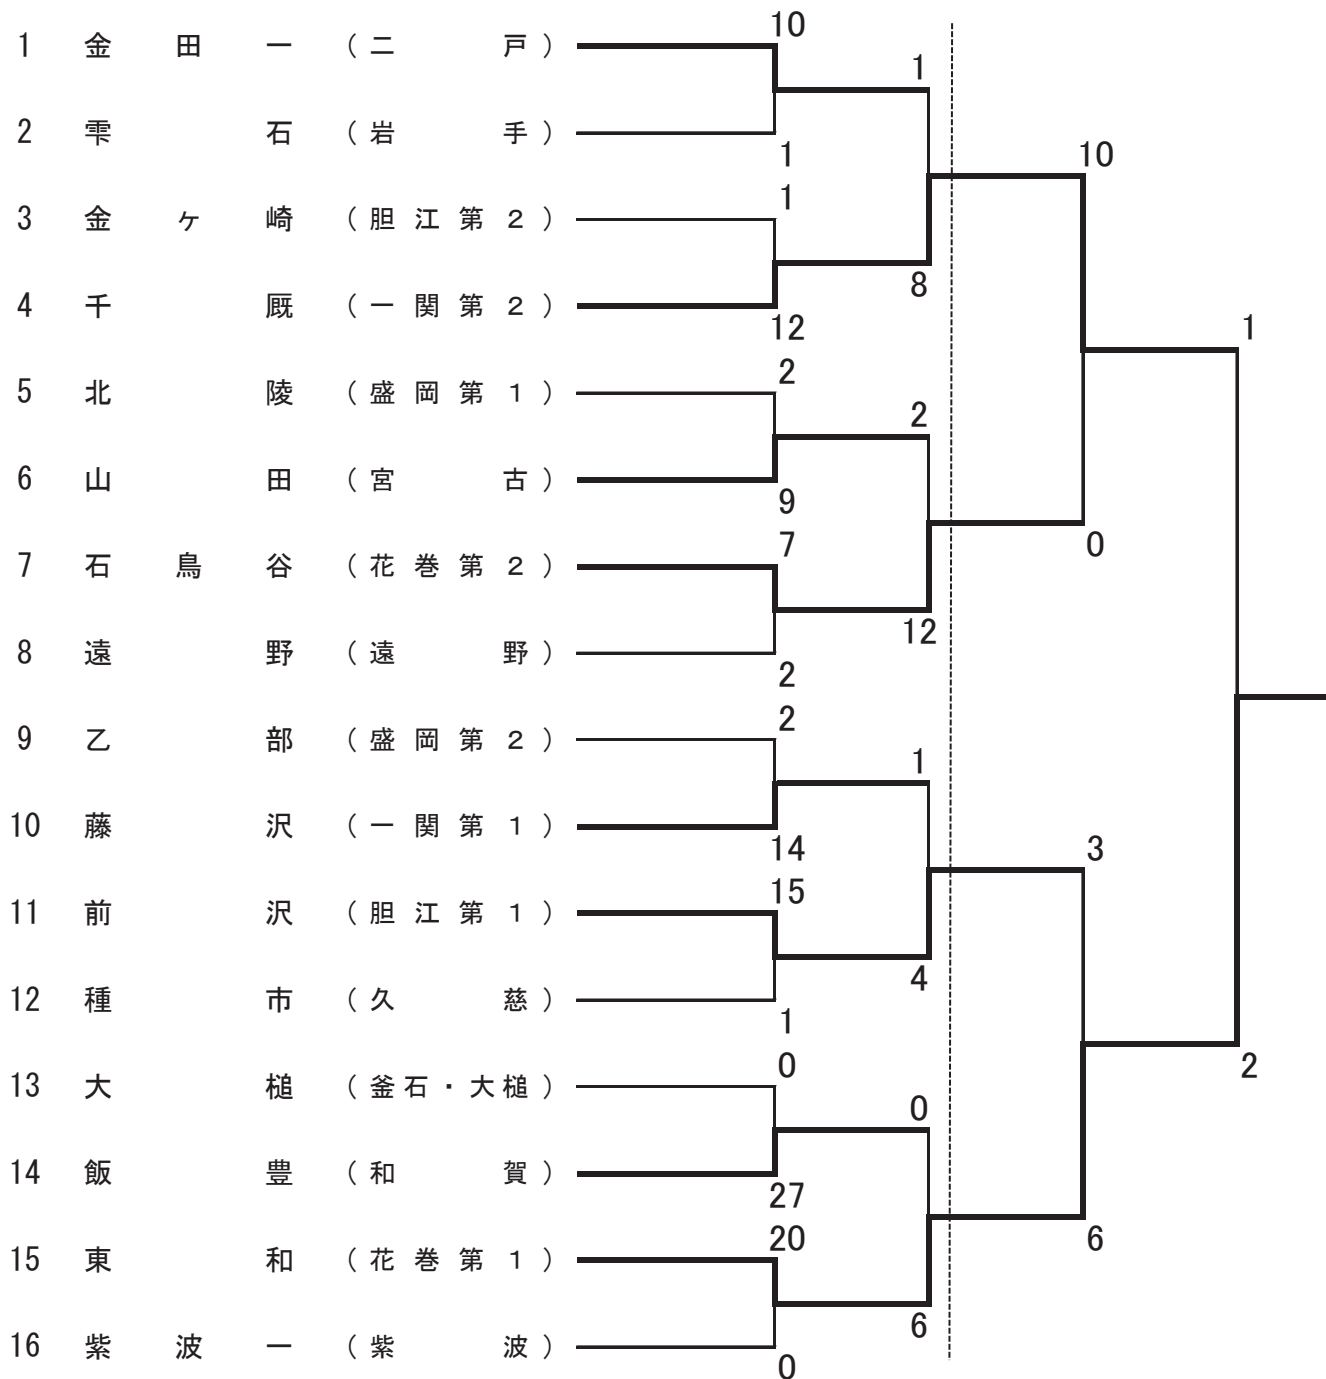 1 金田一 (二戸)
2 雫石 (岩手)
3 金ヶ崎 (胆江第2)
4 千厩 (一関第2)
5 北陵 (盛岡第1)
6 山田 (宮古)
7 石鳥谷 (花巻第2)
8 遠野 (遠野)
9 乙部 (盛岡第2)
10 藤沢 (一関第1)
11 前沢 (胆江第1)
12 種市 (久慈)
13 大槌 (釜石・大槌)
14 飯豊 (和賀)
15 東和 (花巻第1)
16 紫波一 (紫波)
10
1
1
12
2
9
7
2
2
14
15
1
0
27
20
0
1
8
2
12
1
4
0
6
10
0
3
6
1
2